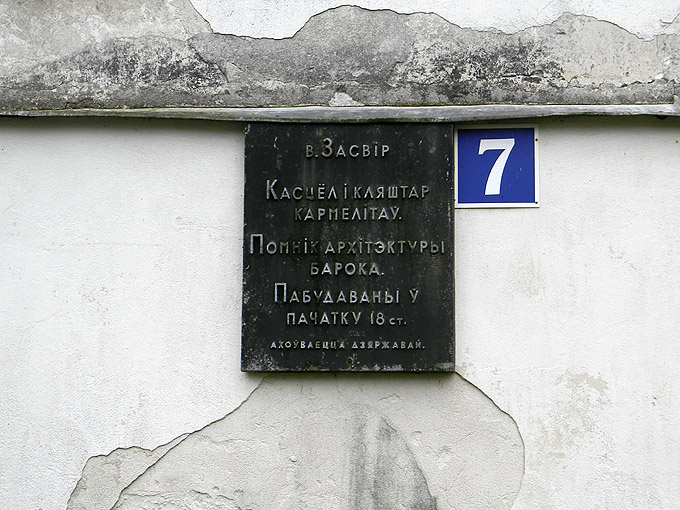 в. Засвір
Касцёл і кляштар
кармелітаў.
Помнік архітэктуры
барока.
Пабудаваны ў
пачатку 18 ст.
Ахоўваецца дзяржавай.
7